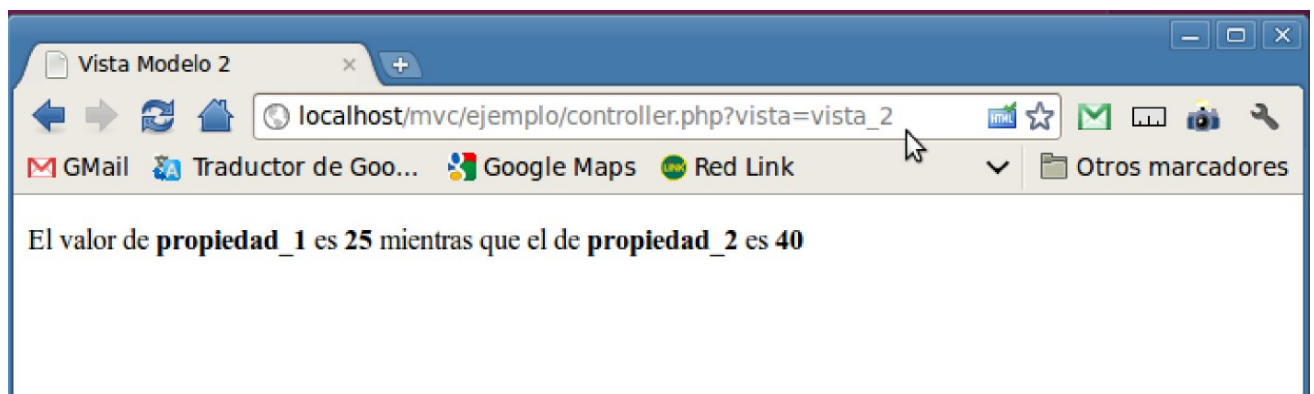 Vista Modelo 2
localhost/mvc/ejemplo/controller.php?vista=vista_2
GMail Traductor de Goo... Google Maps Red Link Otros marcadores
El valor de propiedad_1 es 25 mientras que el de propiedad_2 es 40